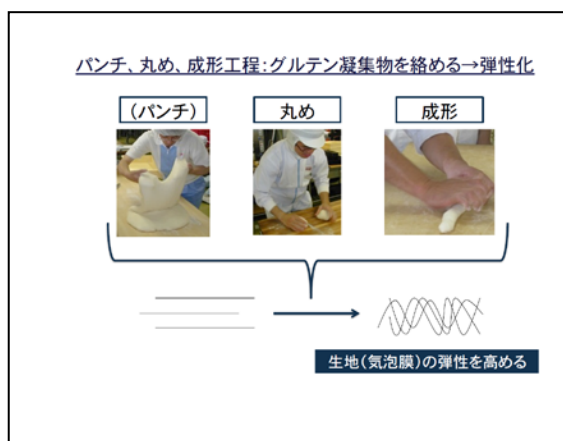 パンチ、丸め、成形工程：グルテン凝集物を絡める→弾性化
（パンチ）
丸め
成形
生地（気泡膜）の弾性を高める